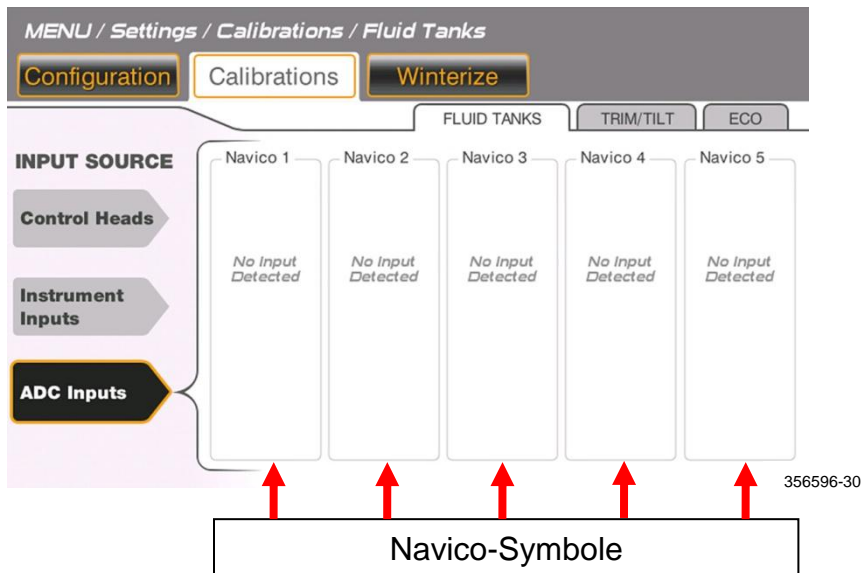 MENU / Settings / Calibrations / Fluid Tanks
Configuration Calibrations Winterize
FLUID TANKS TRIM/TILT ECO
INPUT SOURCE
Control Heads
Instrument
Inputs
ADC Inputs
Navico 1 Navico 2 Navico 3 Navico 4 Navico 5
No Input No Input No Input No Input No Input
Detected Detected Detected Detected Detected
356596-30
Navico-Symbole